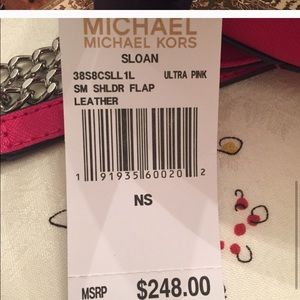 MICHAEL
MICHAEL KORS
SLOAN
38S8CSLL1L ULTRA PINK
SM SHLDR FLAP
LEATHER
1 91935 60020 2
NS
MSRP $248.00